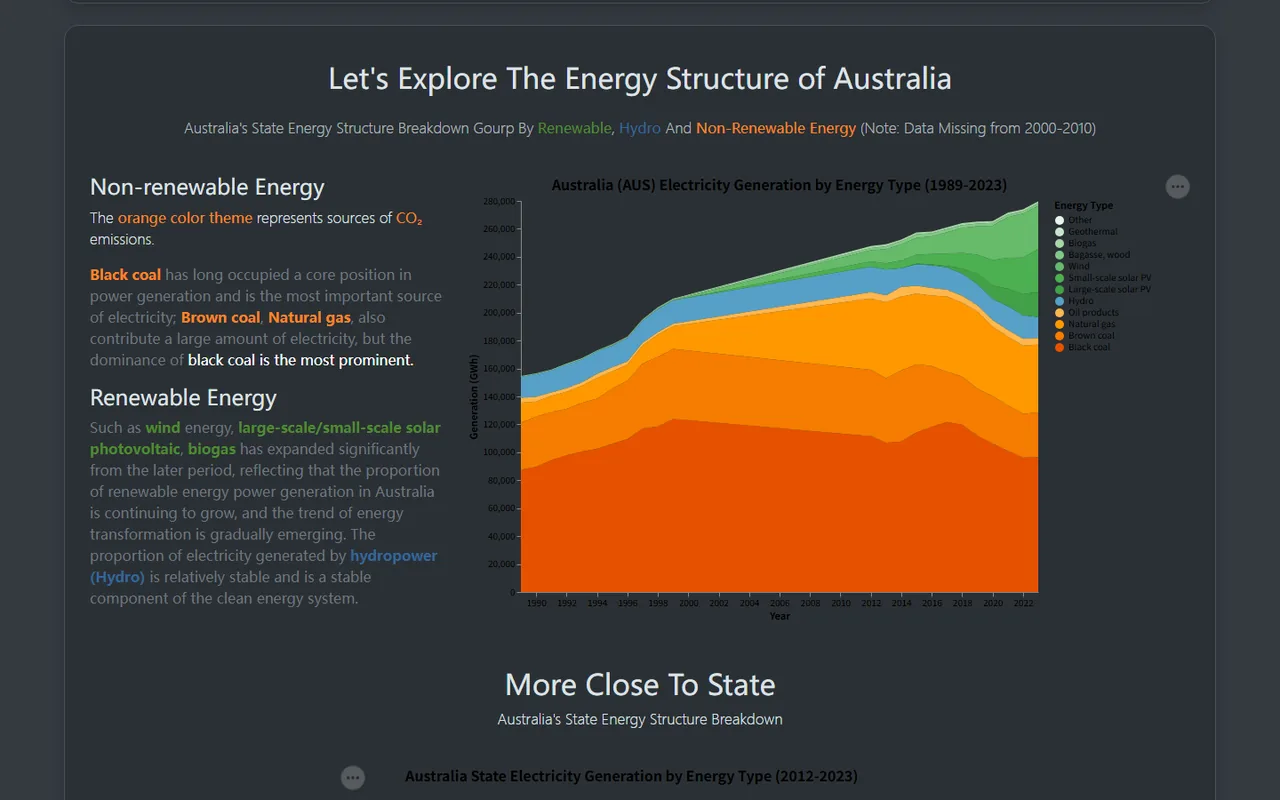 Let's Explore The Energy Structure of Australia
Australia's State Energy Structure Breakdown Gourp By Renewable, Hydro And Non-Renewable Energy (Note: Data Missing from 2000-2010)
Non-renewable Energy
The orange color theme represents sources of CO₂
emissions.
Black coal has long occupied a core position in
power generation and is the most important source
of electricity; Brown coal, Natural gas, also
contribute a large amount of electricity, but the
dominance of black coal is the most prominent.
Renewable Energy
Such as wind energy, large-scale/small-scale solar
photovoltaic, biogas has expanded significantly
from the later period, reflecting that the proportion
of renewable energy power generation in Australia
is continuing to grow, and the trend of energy
transformation is gradually emerging. The
proportion of electricity generated by hydropower
(Hydro) is relatively stable and is a stable
component of the clean energy system.
Australia (AUS) Electricity Generation by Energy Type (1989-2023)
280,000
260,000
240,000
220,000
200,000
180,000
160,000
140,000
120,000
100,000
80,000
60,000
40,000
20,000
0
Generation (GWh)
1990 1992 1994 1996 1998 2000 2002 2004 2006 2008 2010 2012 2014 2016 2018 2020 2022
Year
Energy Type
Other
Geothermal
Biogas
Bagasse, wood
Wind
Small-scale solar PV
Large-scale solar PV
Hydro
Oil products
Natural gas
Brown coal
Black coal
More Close To State
Australia's State Energy Structure Breakdown
Australia State Electricity Generation by Energy Type (2012-2023)